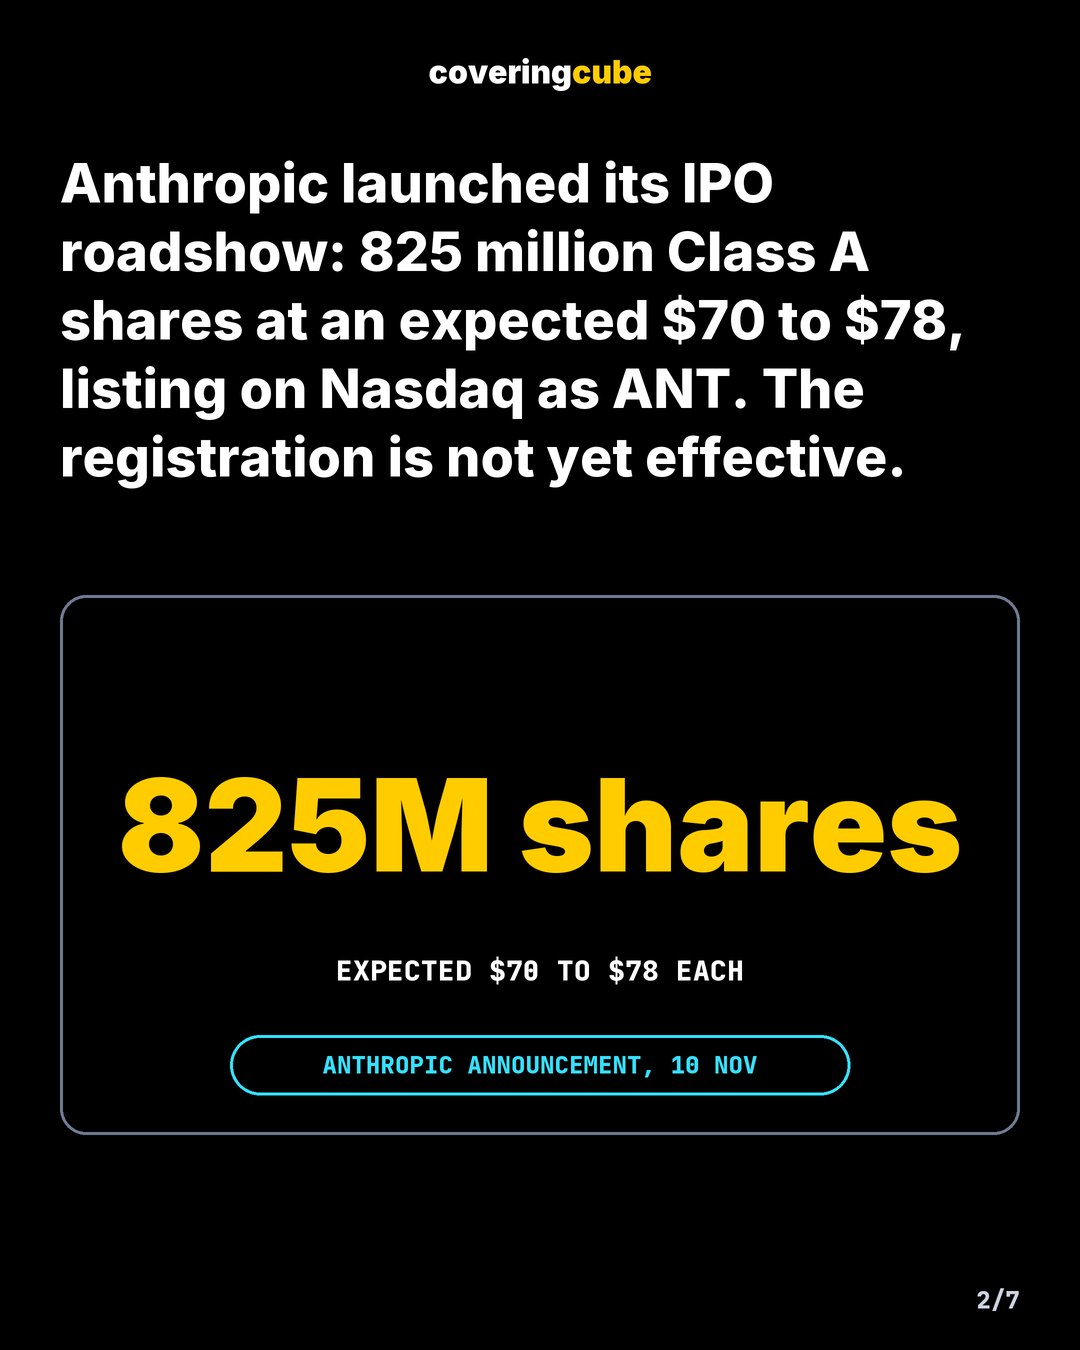 coveringcube
Anthropic launched its IPO
roadshow: 825 million Class A
shares at an expected $70 to $78,
listing on Nasdaq as ANT. The
registration is not yet effective.
825M shares
EXPECTED $70 TO $78 EACH
ANTHROPIC ANNOUNCEMENT, 10 NOV
2/7